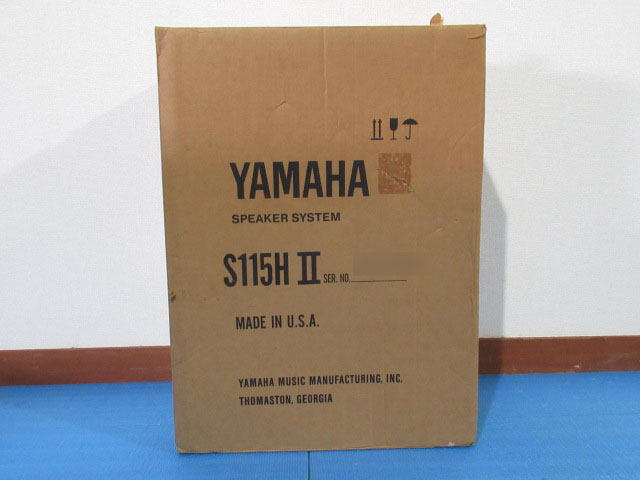 YAMAHA
SPEAKER SYSTEM
S115H II SER. NO.
MADE IN U.S.A.
YAMAHA MUSIC MANUFACTURING, INC.
THOMASTON, GEORGIA